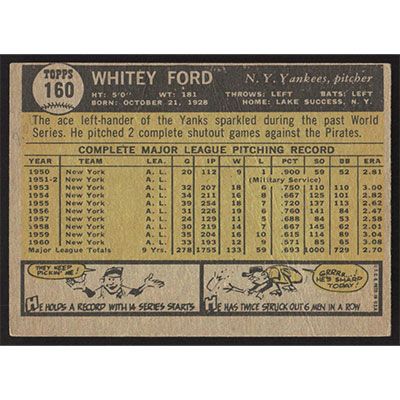 TOPPS
160
WHITEY FORD
N. Y. Yankees, pitcher
HT: 5'0" WT: 181 THROWS: LEFT BATS: LEFT
BORN: OCTOBER 21, 1928 HOME: LAKE SUCCESS, N. Y.
The ace left-hander of the Yanks sparkled during the past World
Series. He pitched 2 complete shutout games against the Pirates.
COMPLETE MAJOR LEAGUE PITCHING RECORD
YEAR TEAM LEA. G IP W L PCT SO BB ERA
1950 New York A. L. 20 112 9 1 .900 59 52 2.81
1951-2 New York A. L. (Military Service)
1953 New York A. L. 32 207 18 6 .750 110 110 3.00
1954 New York A. L. 34 211 16 8 .667 125 101 2.82
1955 New York A. L. 39 254 18 7 .720 137 113 2.62
1956 New York A. L. 31 226 19 6 .760 141 84 2.47
1957 New York A. L. 24 129 11 5 .688 84 53
1958 New York A. L. 30 219 14 7 .667 145 62 2.01
1959 New York A. L. 35 204 16 10 .615 114 89 3.04
1960 New York A. L. 33 193 12 9 .571 85 65 3.08
Major League Totals 9 Yrs. 278 1755 133 59 .693 1000 729 2.70
THEY KEEP
PICKIN' ME!
HE HOLDS A RECORD WITH 14 SERIES STARTS
GRRRR..
HE'S SHARP
TODAY!
HE HAS TWICE STRUCK OUT 6 MEN IN A ROW